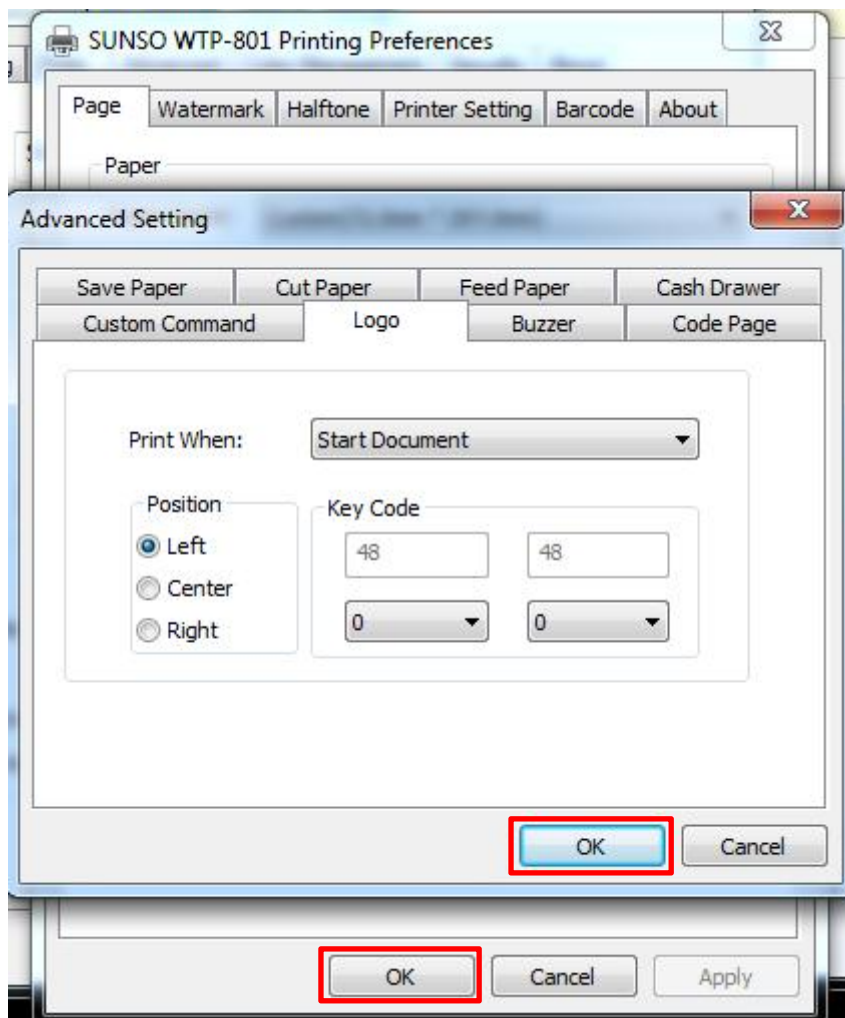 SUNSO WTP-801 Printing Preferences
Page Watermark Halftone Printer Setting Barcode About
Paper
Advanced Setting
Save Paper Cut Paper Feed Paper Cash Drawer
Custom Command Logo Buzzer Code Page
Print When: Start Document
Position
Left
Center
Right
Key Code
48 48
0 0
OK Cancel
OK Cancel Apply